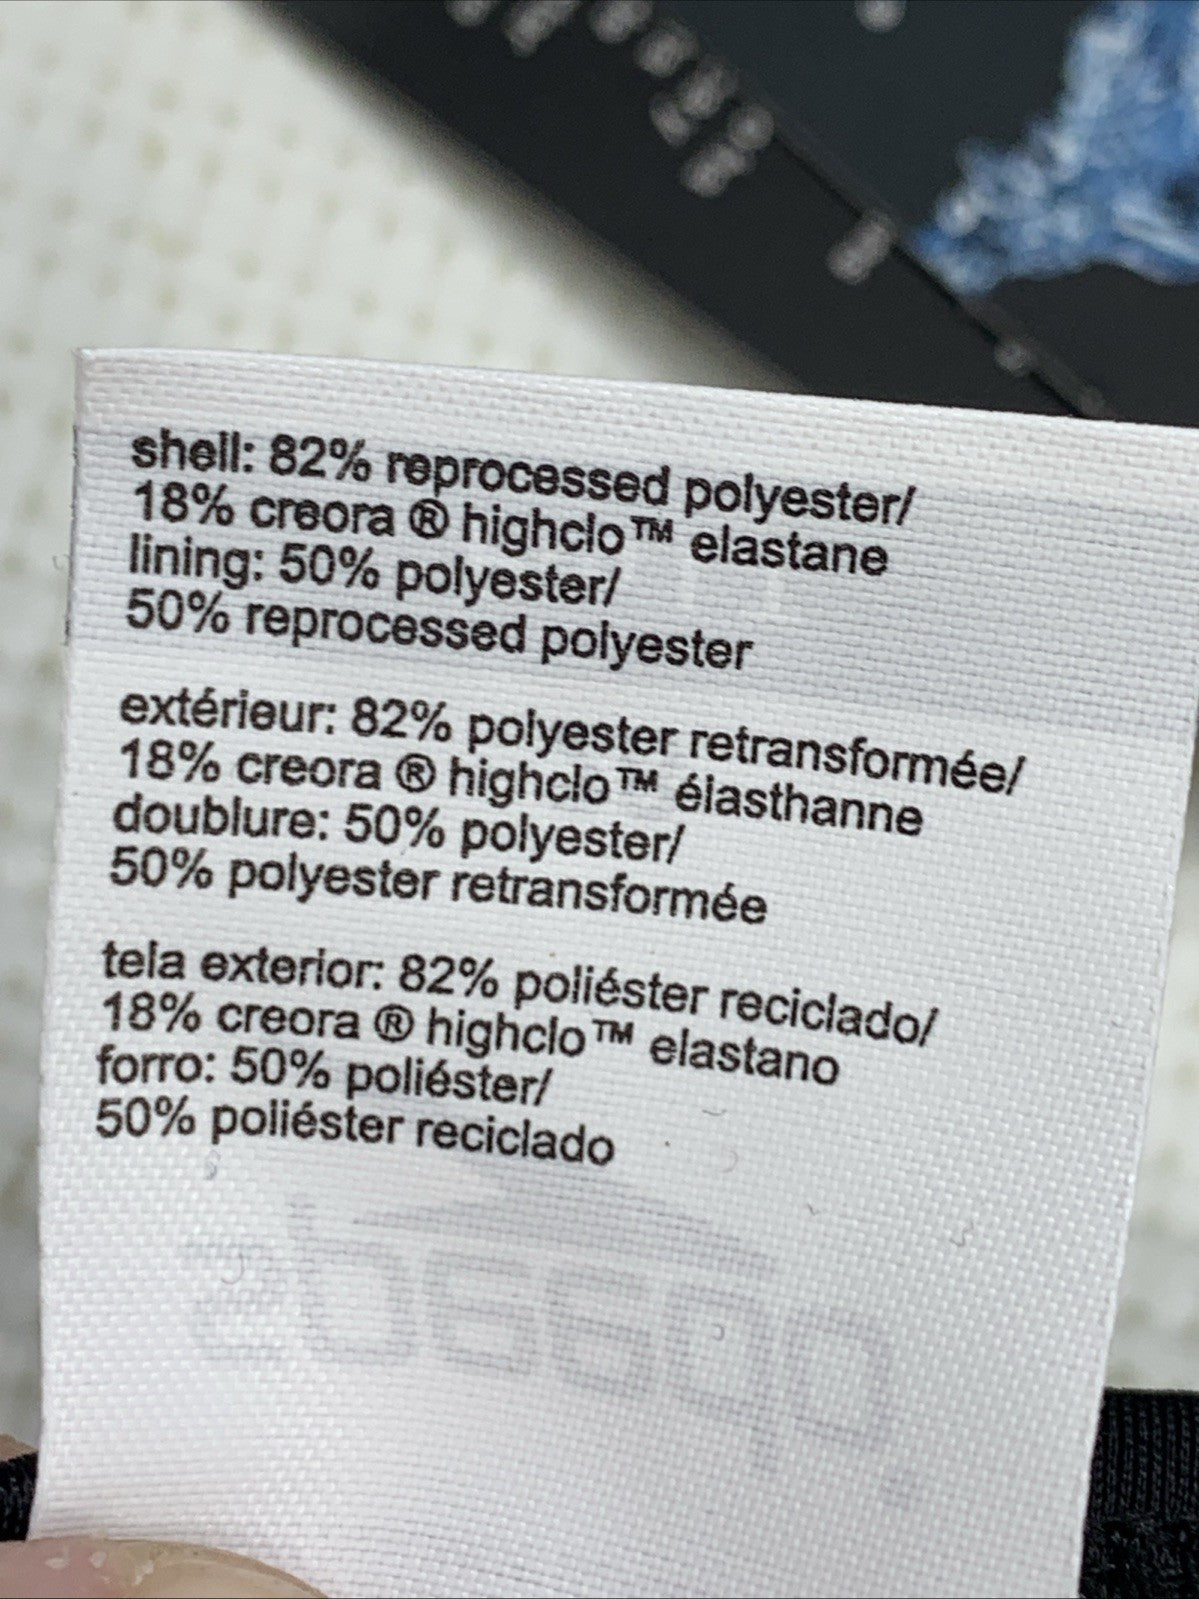 shell: 82% reprocessed polyester/
18% creora ® highclo™ elastane
lining: 50% polyester/
50% reprocessed polyester
extérieur: 82% polyester retransformée/
18% creora ® highclo™ élasthanne
doublure: 50% polyester/
50% polyester retransformée
tela exterior: 82% poliéster reciclado/
18% creora ® highclo™ elastano
forro: 50% poliéster/
50% poliéster reciclado